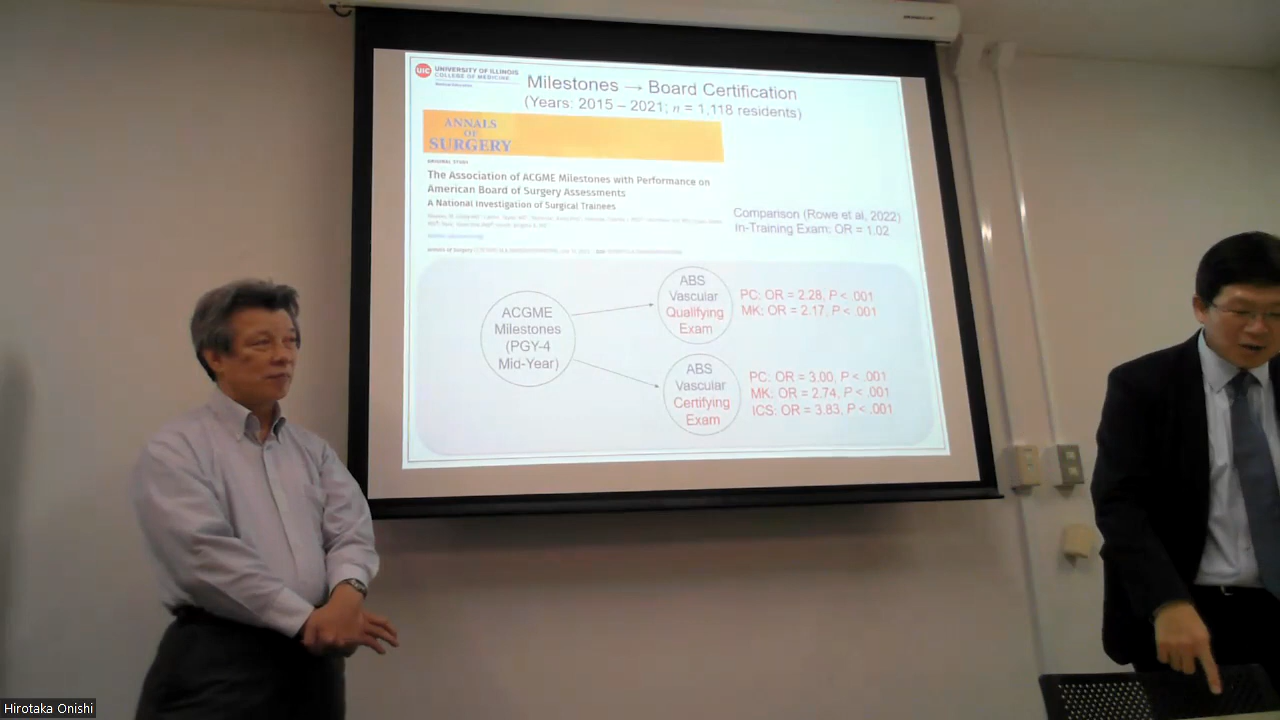 UIC
UNIVERSITY OF ILLINOIS
COLLEGE OF MEDICINE
Medical Education
Milestones → Board Certification
(Years: 2015 – 2021; n = 1,118 residents)
ANNALS
OF
SURGERY
ORIGINAL STUDY
The Association of ACGME Milestones with Performance on
American Board of Surgery Assessments
A National Investigation of Surgical Trainees
Comparison (Rowe et al, 2022)
In-Training Exam: OR = 1.02
ACGME
Milestones
(PGY-4
Mid-Year)
ABS
Vascular
Qualifying
Exam
PC: OR = 2.28, P < .001
MK: OR = 2.17, P < .001
ABS
Vascular
Certifying
Exam
PC: OR = 3.00, P < .001
MK: OR = 2.74, P < .001
ICS: OR = 3.83, P < .001
Hirotaka Onishi